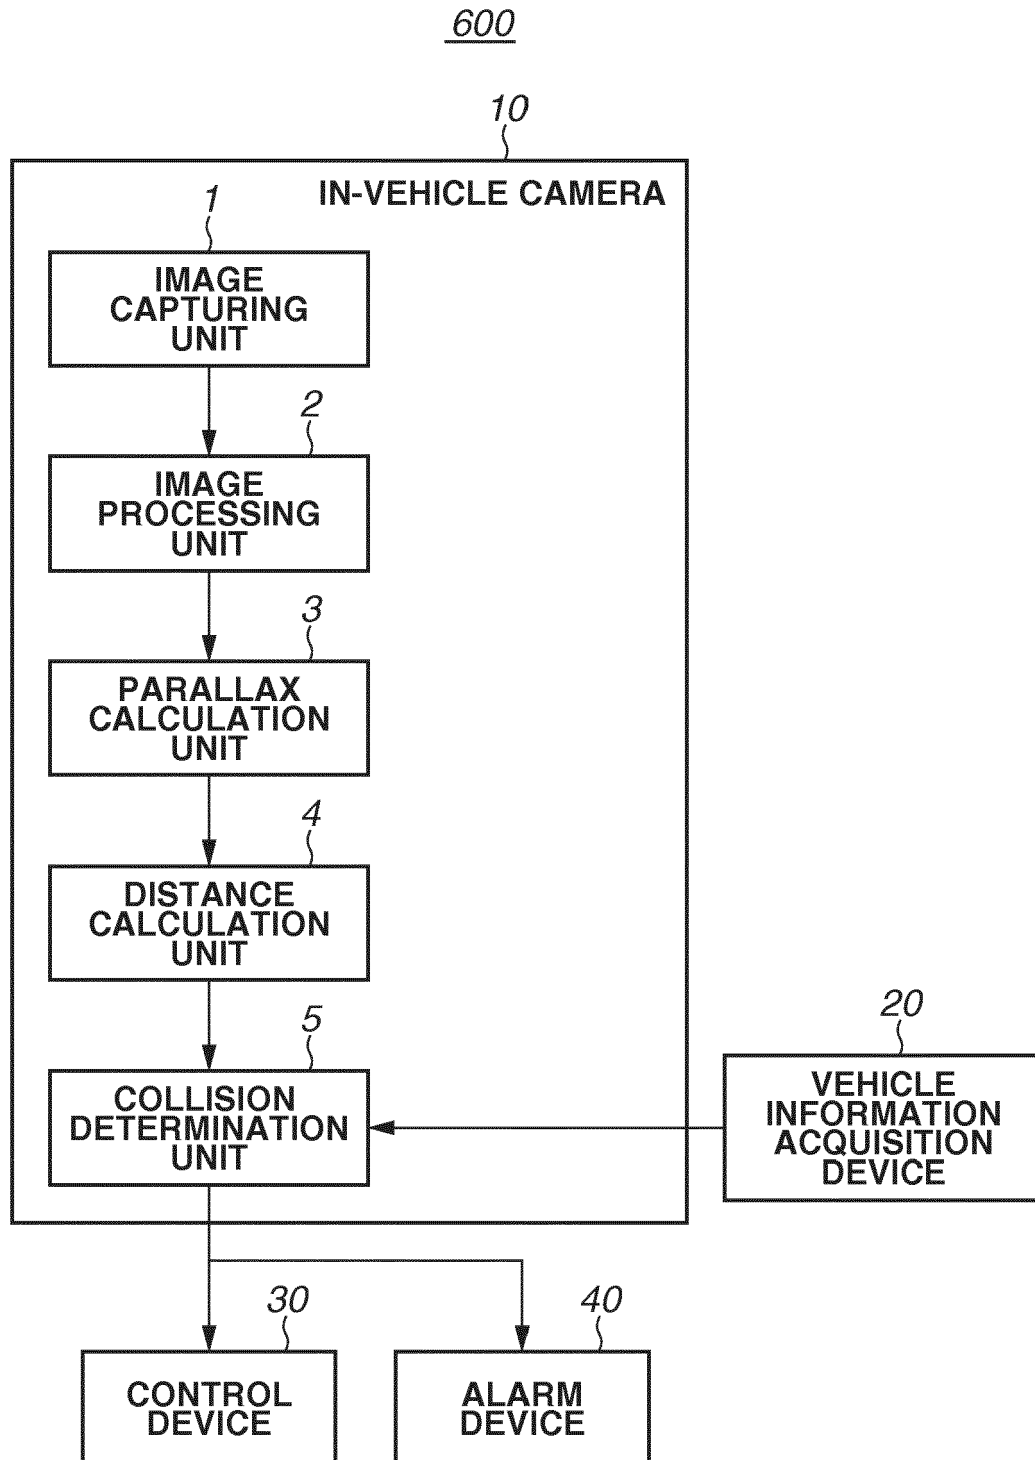 600
10
IN-VEHICLE CAMERA
1
IMAGE
CAPTURING
UNIT
2
IMAGE
PROCESSING
UNIT
3
PARALLAX
CALCULATION
UNIT
4
DISTANCE
CALCULATION
UNIT
5
COLLISION
DETERMINATION
UNIT
20
VEHICLE
INFORMATION
ACQUISITION
DEVICE
30
CONTROL
DEVICE
40
ALARM
DEVICE